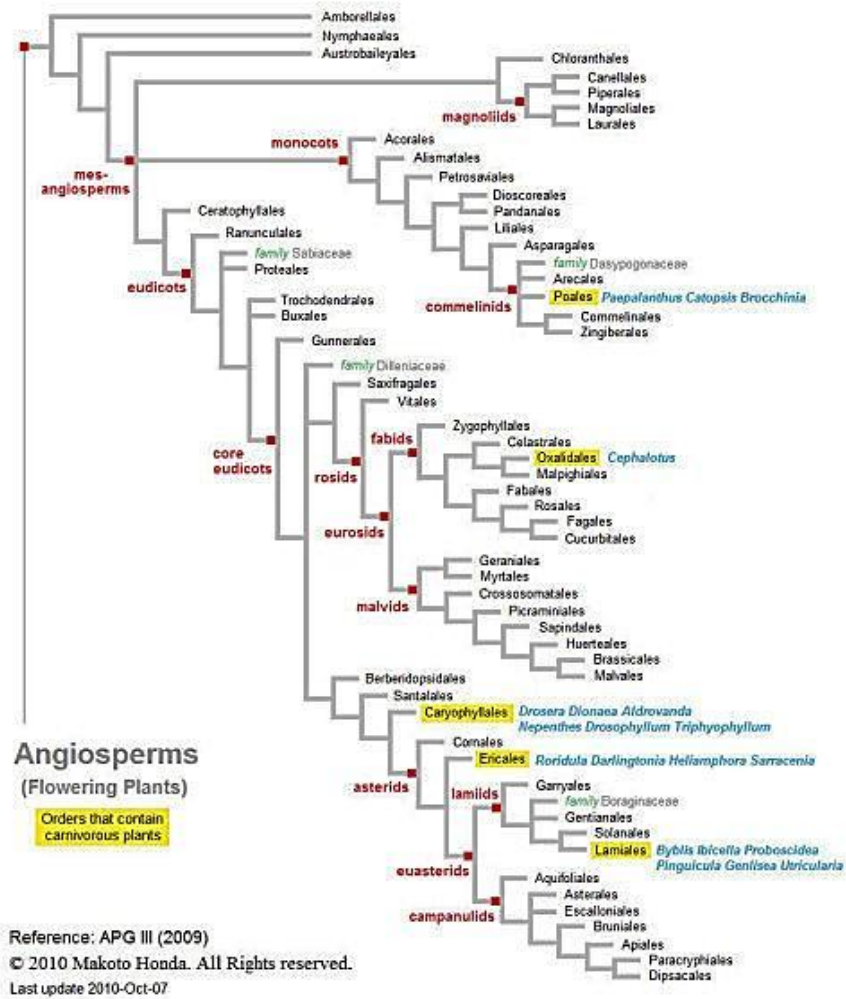 Amborellales
Nymphaeales
Austrobaileyales
Chloranthales
Canellales
Piperales
magnoliids
Magnoliales
Laurales
monocots
Acorales
Alismatales
mes-
angiosperms
Petrosaviales
Dioscoreales
Pandanales
Ceratophyllales
Liliales
Ranunculales
Asparagales
family Sabiaceae
family Dasypogonaceae
Proteales
Arecales
eudicots
commelinids
Poales Paepalanthus Catopsis Brocchinia
Trochodendrales
Buxales
Commelinales
Zingiberales
Gunnerales
family Dilleniaceae
Saxifragales
Vitales
Zygophyllales
fabids
Celastrales
core
eudicots
Oxalidales Cephalotus
rosids
Malpighiales
Fabales
Rosales
Fagales
eurosids
Cucurbitales
Geraniales
Myrtales
Crossosomatales
malvids
Picraminiales
Sapindales
Huerteales
Brassicales
Malvales
Berberidopsidales
Santalales
Caryophyllales Drosera Dionaea Aldrovanda
Nepenthes Drosophyllum Triphyophyllum
Cornales
Ericales Roridula Darlingtonia Heliamphora Sarracenia
asterids
Garryales
lamiids
family Boraginaceae
Gentianales
Solanales
Lamiales Byblis Ibicella Proboscidea
Pinguicula Genlisea Utricularia
euasterids
Aquifoliales
Asterales
campanulids
Escalloniales
Bruniales
Apiales
Paracryphiales
Dipsacales
Angiosperms
(Flowering Plants)
Orders that contain
carnivorous plants
Reference: APG III (2009)
© 2010 Makoto Honda. All Rights reserved.
Last update 2010-Oct-07